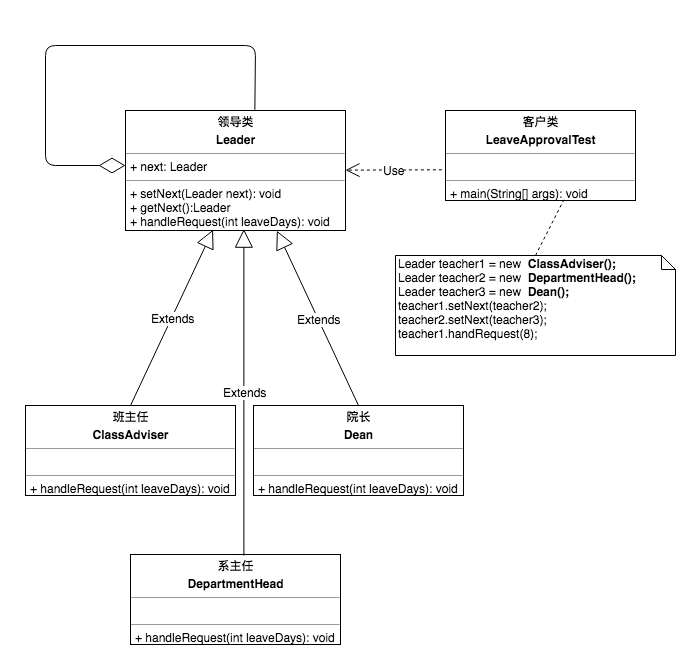 领导类
Leader
+ next: Leader
+ setNext(Leader next): void
+ getNext():Leader
+ handleRequest(int leaveDays): void
Use
客户类
LeaveApprovalTest
+ main(String[] args): void
Leader teacher1 = new  ClassAdviser();
Leader teacher2 = new  DepartmentHead();
Leader teacher3 = new  Dean();
teacher1.setNext(teacher2);
teacher2.setNext(teacher3);
teacher1.handRequest(8);
Extends
Extends
Extends
班主任
ClassAdviser
+ handleRequest(int leaveDays): void
院长
Dean
+ handleRequest(int leaveDays): void
系主任
DepartmentHead
+ handleRequest(int leaveDays): void